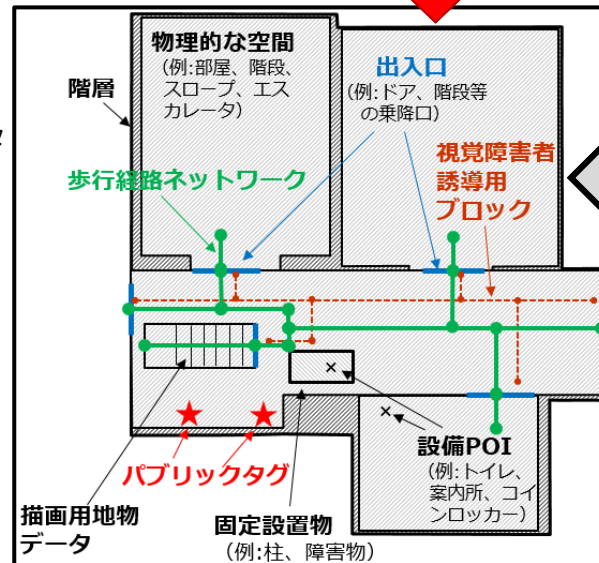 物理的な空間
(例:部屋、階段、
スロープ、エス
カレータ)
階層
出入口
(例:ドア、階段等
の乗降口)
視覚障害者
誘導用
ブロック
歩行経路ネットワーク
パブリックタグ
設備POI
(例:トイレ、
案内所、コイ
ンロッカー)
描画用地物
データ
固定設置物
(例:柱、障害物)